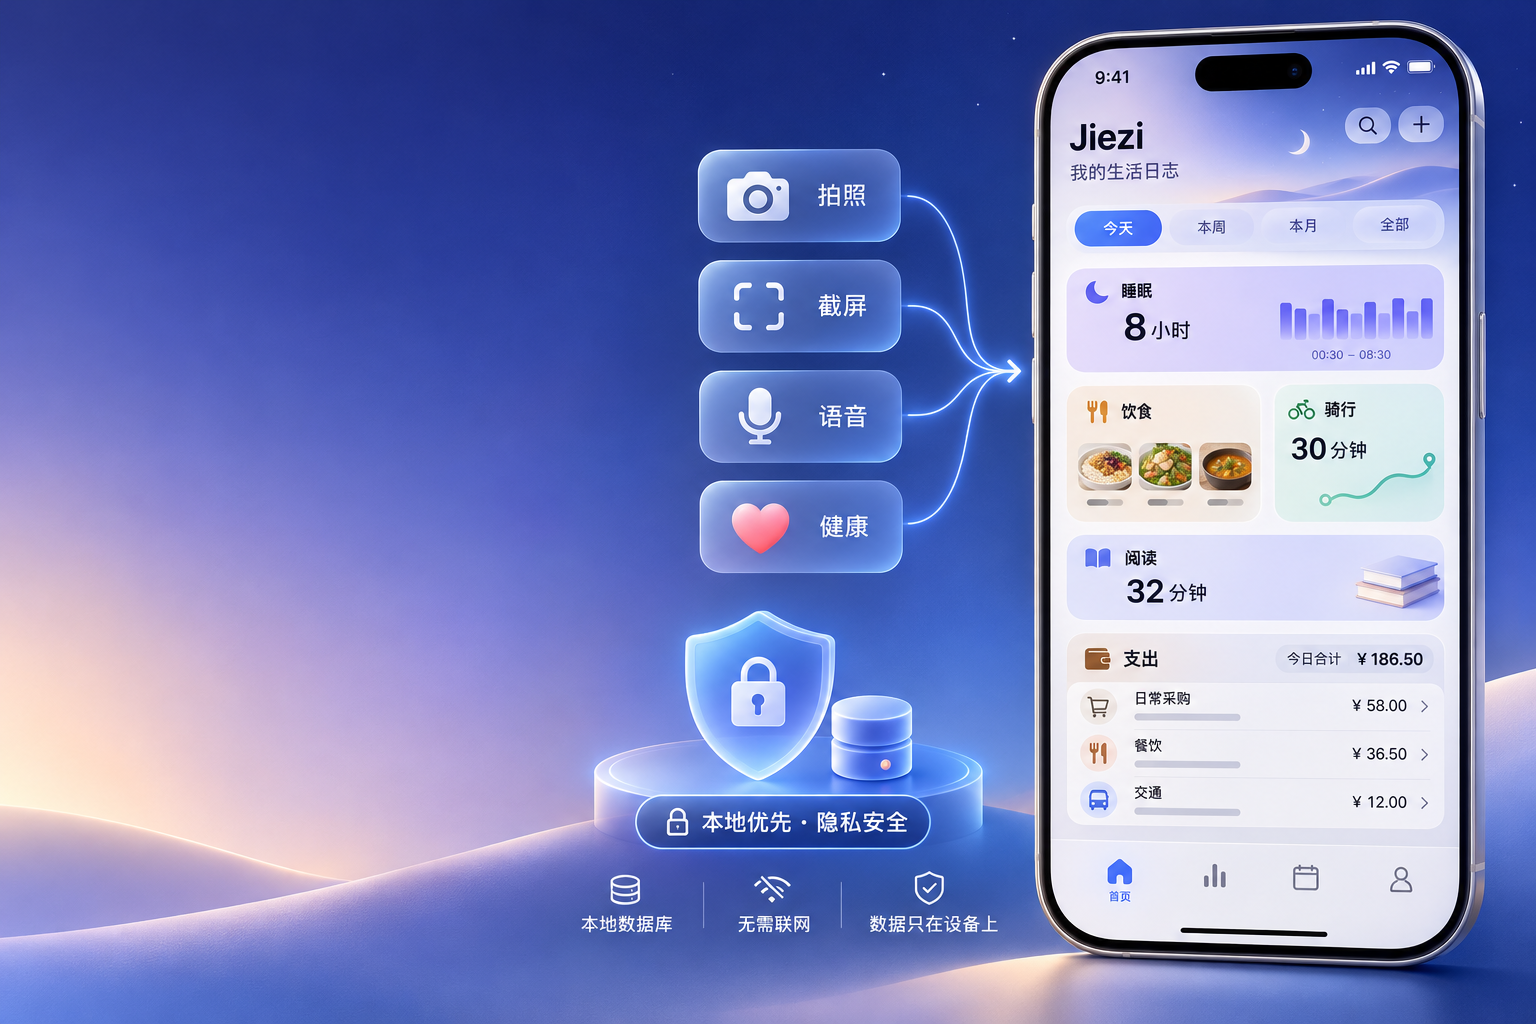 拍照
截屏
语音
健康
本地优先 · 隐私安全
本地数据库
无需联网
数据只在设备上
9:41
Jiezi
我的生活日志
今天 本周 本月 全部
睡眠
8 小时
00:30 – 08:30
饮食
骑行
30 分钟
阅读
32 分钟
支出 今日合计 ¥ 186.50
日常采购 ¥ 58.00
餐饮 ¥ 36.50
交通 ¥ 12.00
首页